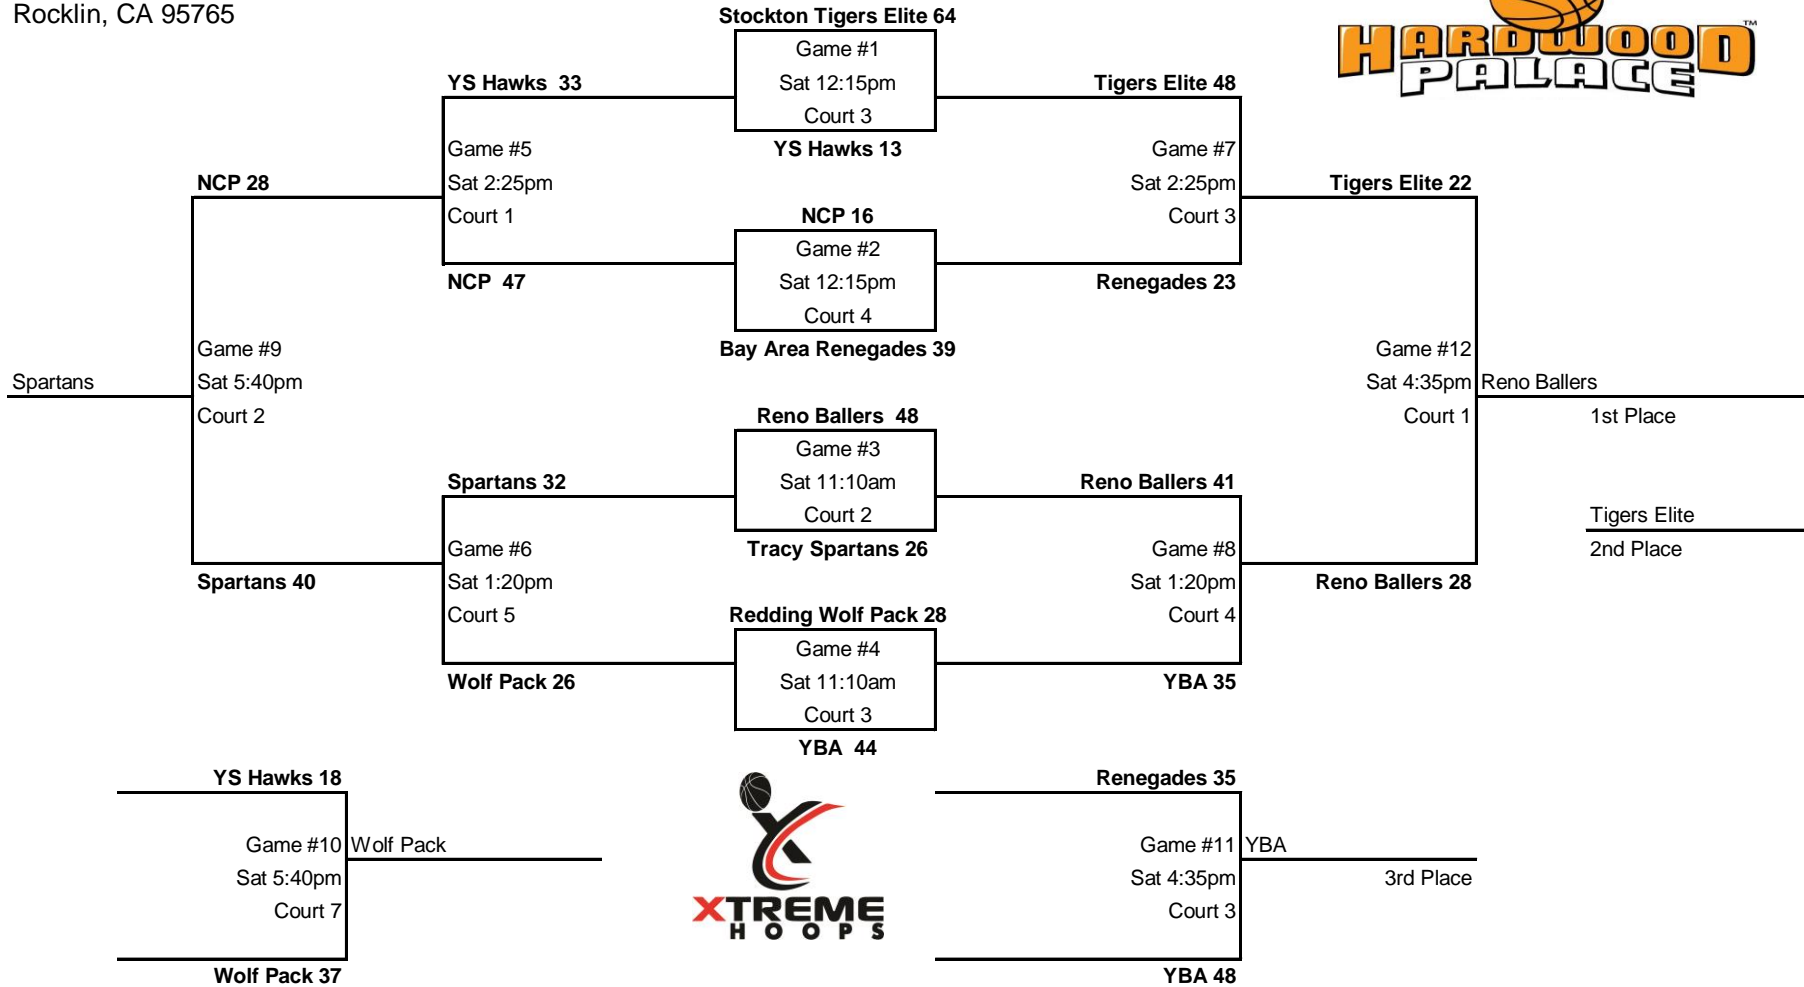 Rocklin, CA 95765
HARDWOOD PALACE™
Stockton Tigers Elite 64
Game #1
Sat 12:15pm
Court 3
YS Hawks 13
YS Hawks  33
Game #5
Sat 2:25pm
Court 1
NCP  47
NCP 16
Game #2
Sat 12:15pm
Court 4
Bay Area Renegades 39
Tigers Elite 48
Game #7
Sat 2:25pm
Court 3
Renegades 23
NCP 28
Game #9
Sat 5:40pm
Court 2
Spartans 40
Spartans
Tigers Elite 22
Game #12
Sat 4:35pm
Court 1
Reno Ballers 28
Reno Ballers
1st Place
Tigers Elite
2nd Place
Reno Ballers  48
Game #3
Sat 11:10am
Court 2
Tracy Spartans 26
Spartans 32
Game #6
Sat 1:20pm
Court 5
Wolf Pack 26
Redding Wolf Pack 28
Game #4
Sat 11:10am
Court 3
YBA  44
Reno Ballers 41
Game #8
Sat 1:20pm
Court 4
YBA 35
YS Hawks 18
Game #10
Sat 5:40pm
Court 7
Wolf Pack 37
Wolf Pack
XTREME
HOOPS
Renegades 35
Game #11
Sat 4:35pm
Court 3
YBA 48
YBA
3rd Place